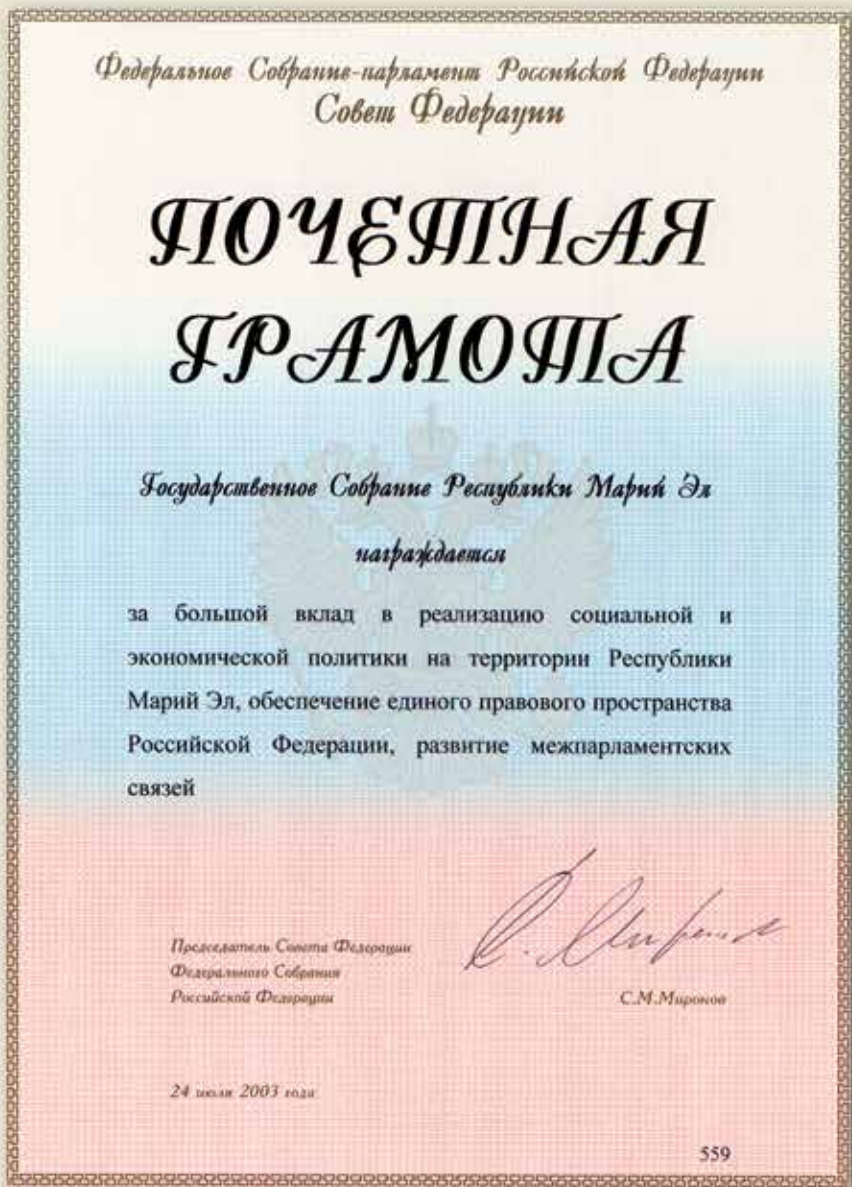 Федеральное Собрание-парламент Российской Федерации
Совет Федерации
ПОЧЕТНАЯ
ГРАМОТА
Государственное Собрание Республики Марий Эл
награждается
за большой вклад в реализацию социальной и
экономической политики на территории Республики
Марий Эл, обеспечение единого правового пространства
Российской Федерации, развитие межпарламентских
связей
Председатель Совета Федерации
Федерального Собрания
Российской Федерации
С.М.Миронов
24 июля 2003 года
559